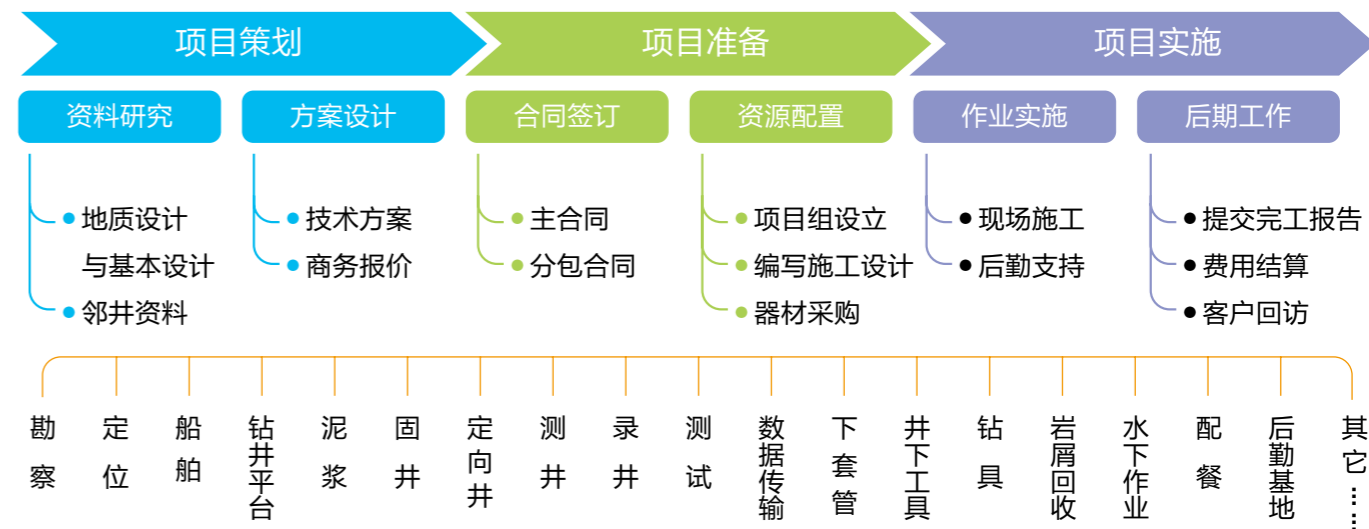 项目策划
项目准备
项目实施
资料研究
方案设计
合同签订
资源配置
作业实施
后期工作
地质设计
与基本设计
邻井资料
技术方案
商务报价
主合同
分包合同
项目组设立
编写施工设计
器材采购
现场施工
后勤支持
提交完工报告
费用结算
客户回访
勘察
定位
船舶
钻井平台
泥浆
固井
定向井
测井
录井
测试
数据传输
下套管
井下工具
钻具
岩屑回收
水下作业
配餐
后勤基地
其它……